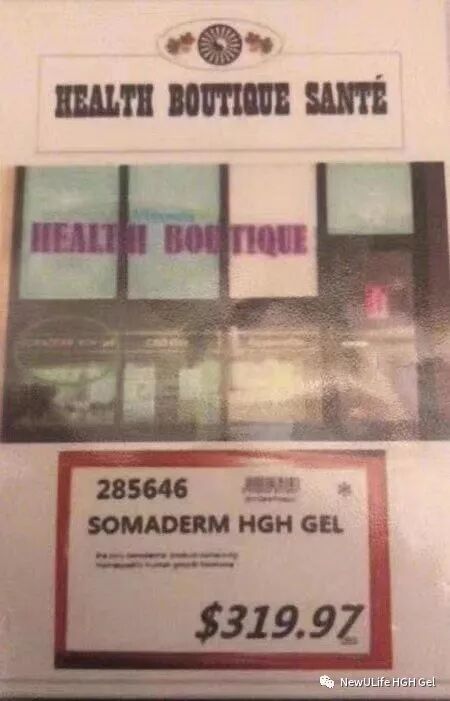 HEALTH BOUTIQUE SANTÉ
HEALTH BOUTIQUE
285646
SOMADERM HGH GEL
$319.97
NewULife HGH Gel